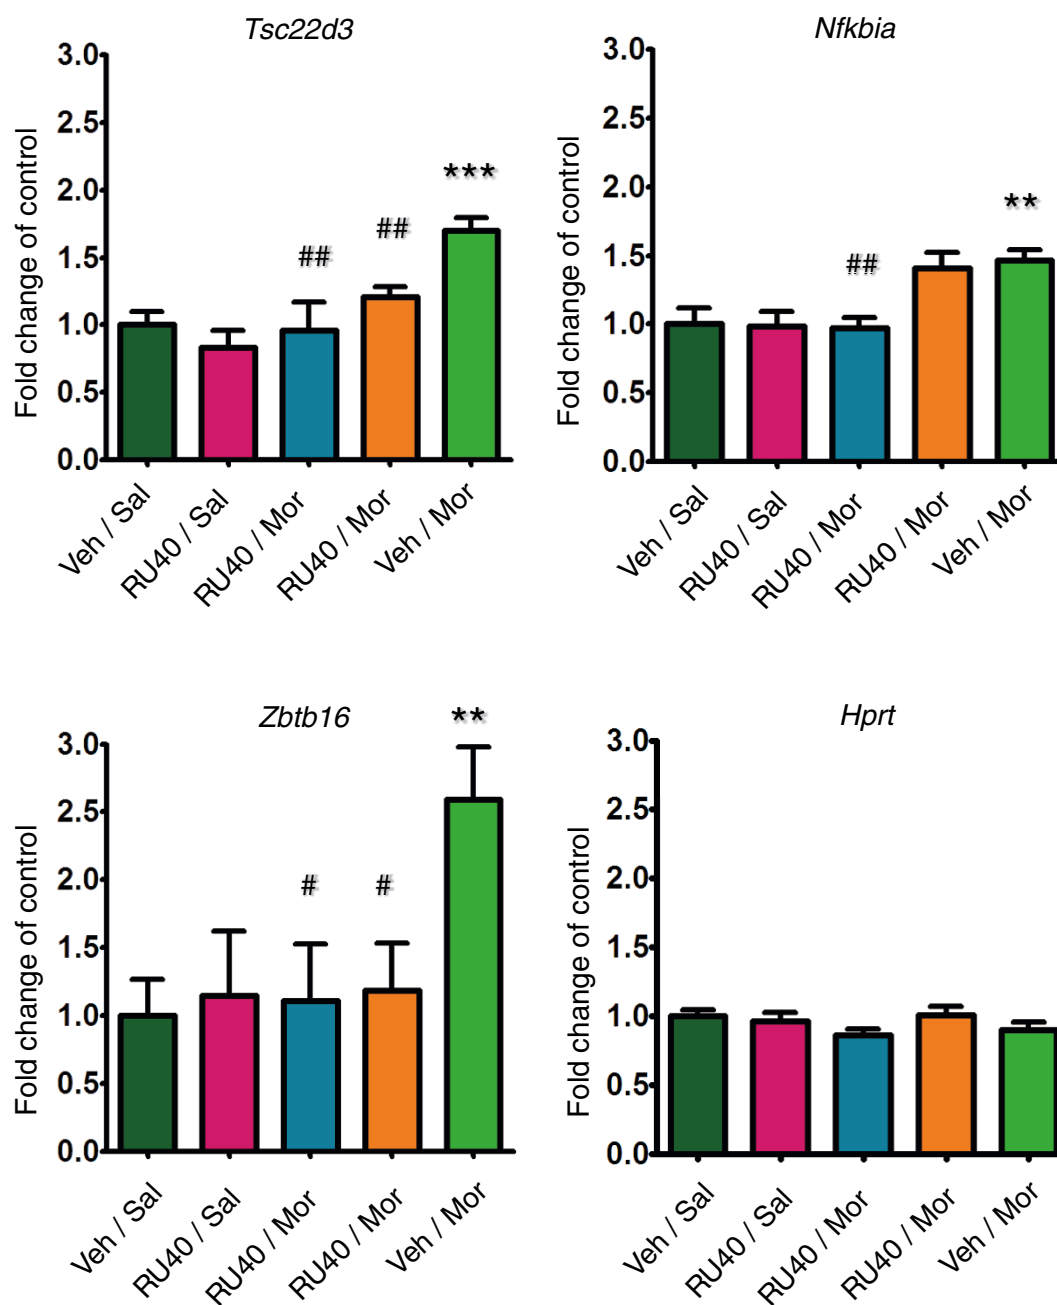 Tsc22d3
Fold change of control
3.0
2.5
2.0
1.5
1.0
0.5
0.0
##
##
***
Veh / Sal
RU40 / Sal
RU40 / Mor
RU40 / Mor
Veh / Mor
Nfkbia
Fold change of control
3.0
2.5
2.0
1.5
1.0
0.5
0.0
##
**
Veh / Sal
RU40 / Sal
RU40 / Mor
RU40 / Mor
Veh / Mor
Zbtb16
Fold change of control
3.0
2.5
2.0
1.5
1.0
0.5
0.0
#
#
**
Veh / Sal
RU40 / Sal
RU40 / Mor
RU40 / Mor
Veh / Mor
Hprt
Fold change of control
3.0
2.5
2.0
1.5
1.0
0.5
0.0
Veh / Sal
RU40 / Sal
RU40 / Mor
RU40 / Mor
Veh / Mor